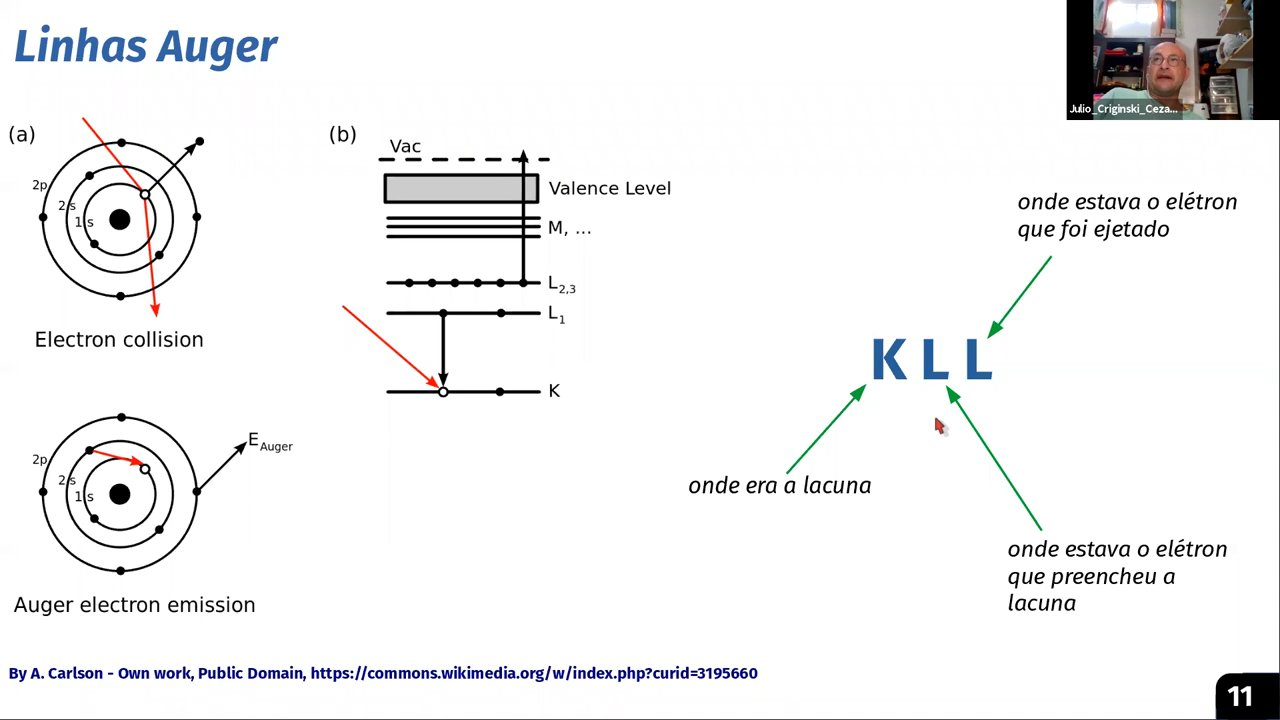 Linhas Auger
Julio_Criginski_Ceza...
(a)
2p
2s
1s
Electron collision
2p
2s
1s
E Auger
Auger electron emission
(b)
Vac
Valence Level
M, ...
L2,3
L1
K
onde estava o elétron
que foi ejetado
K L L
onde era a lacuna
onde estava o elétron
que preencheu a
lacuna
By A. Carlson - Own work, Public Domain, https://commons.wikimedia.org/w/index.php?curid=3195660
11